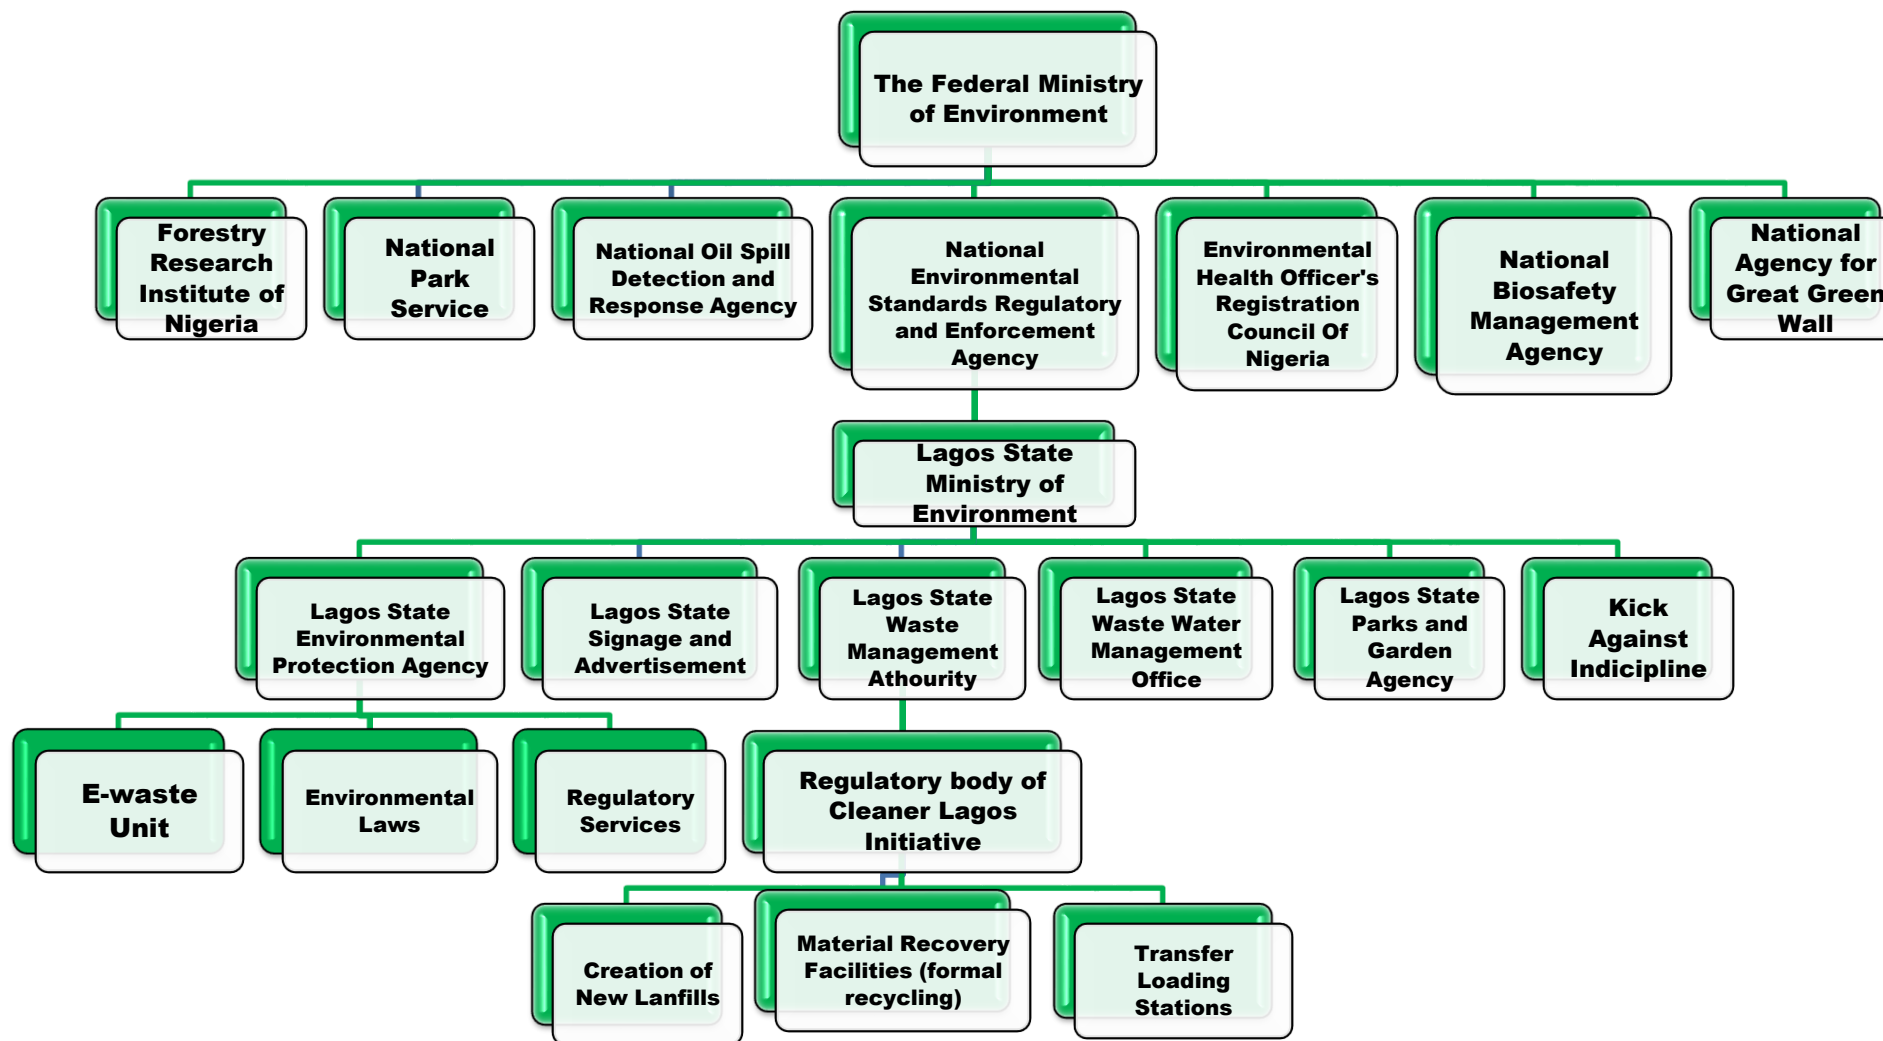 The Federal Ministry
of Environment
Forestry
Research
Institute of
Nigeria
National
Park
Service
National Oil Spill
Detection and
Response Agency
National
Environmental
Standards Regulatory
and Enforcement
Agency
Environmental
Health Officer's
Registration
Council Of
Nigeria
National
Biosafety
Management
Agency
National
Agency for
Great Green
Wall
Lagos State
Ministry of
Environment
Lagos State
Environmental
Protection Agency
Lagos State
Signage and
Advertisement
Lagos State
Waste
Management
Athourity
Lagos State
Waste Water
Management
Office
Lagos State
Parks and
Garden
Agency
Kick
Against
Indicipline
E-waste
Unit
Environmental
Laws
Regulatory
Services
Regulatory body of
Cleaner Lagos
Initiative
Creation of
New Lanfills
Material Recovery
Facilities (formal
recycling)
Transfer
Loading
Stations